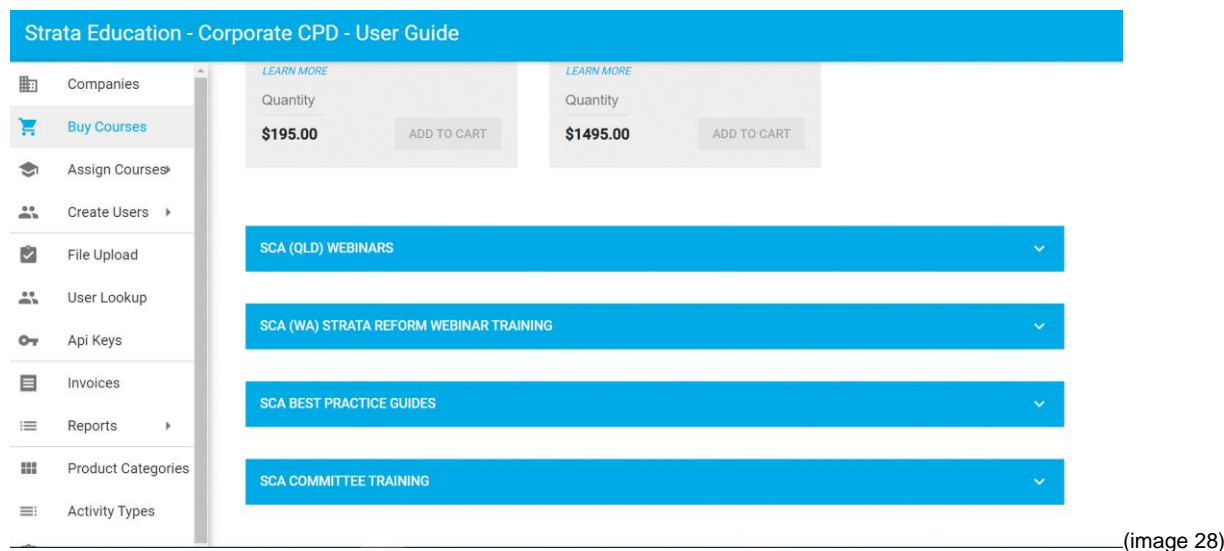 Strata Education - Corporate CPD - User Guide
Companies
Buy Courses
Assign Courses
Create Users
File Upload
User Lookup
Api Keys
Invoices
Reports
Product Categories
Activity Types
LEARN MORE
Quantity
$195.00 ADD TO CART
LEARN MORE
Quantity
$1495.00 ADD TO CART
SCA (QLD) WEBINARS
SCA (WA) STRATA REFORM WEBINAR TRAINING
SCA BEST PRACTICE GUIDES
SCA COMMITTEE TRAINING
(image 28)